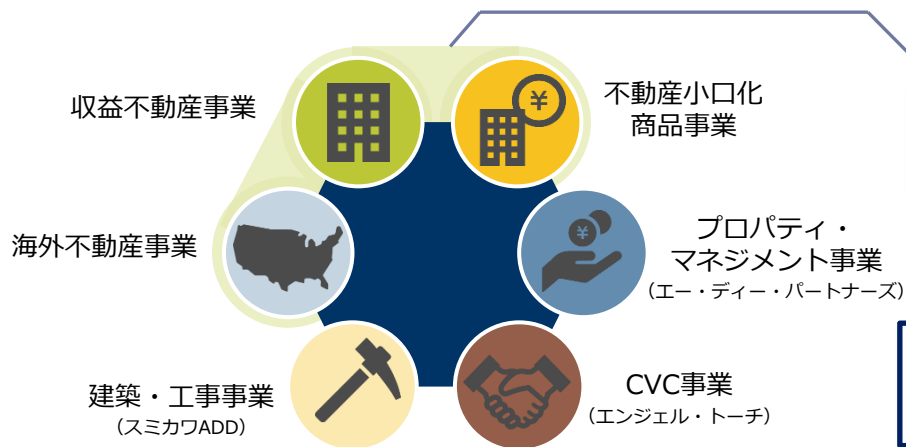 収益不動産事業
¥
不動産小口化
商品事業
海外不動産事業
¥
プロパティ・
マネジメント事業
（エー・ディー・パートナーズ）
建築・工事事業
（スミカワADD）
CVC事業
（エンジェル・トーチ）